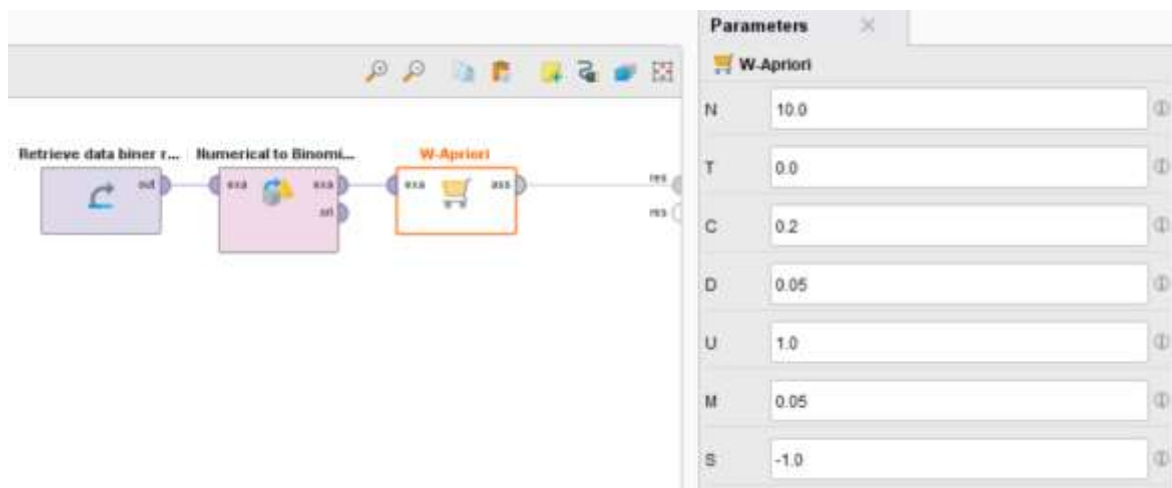 Parameters
W-Apriori
N 10.0
T 0.0
C 0.2
D 0.05
U 1.0
M 0.05
S -1.0
Retrieve data biner r... Numerical to Binomi... W-Apriori
out exa exa exa ass res
ori res